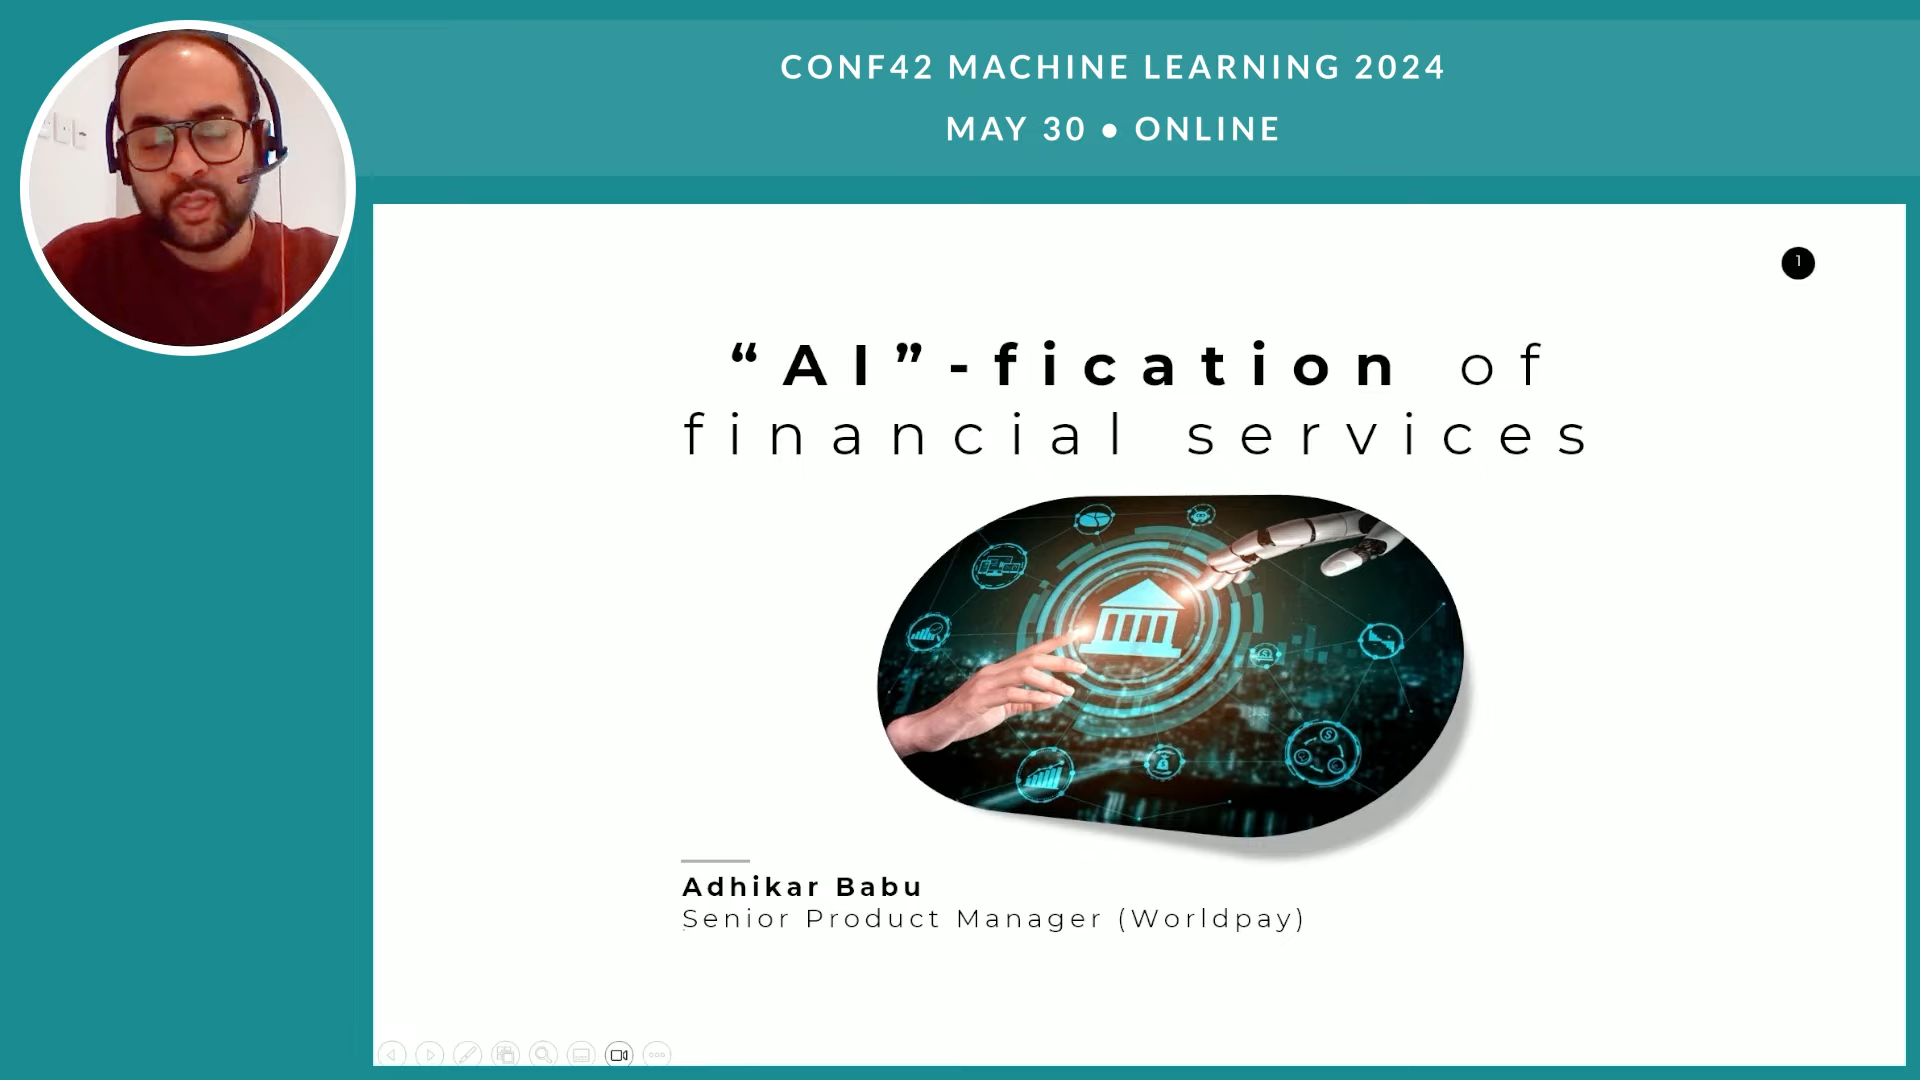 CONF42 MACHINE LEARNING 2024
MAY 30 ● ONLINE
1
“AI”-fication of
financial services
Adhikar Babu
Senior Product Manager (Worldpay)